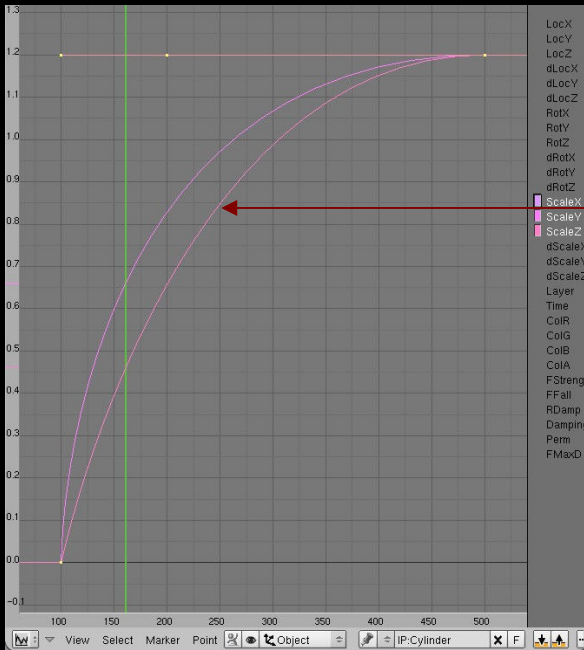 1.3
1.2
1.1
1.0
0.9
0.8
0.7
0.6
0.5
0.4
0.3
0.2
0.1
0.0
-0.1
100 150 200 250 300 350 400 450 500
LocX
LocY
LocZ
dLocX
dLocY
dLocZ
RotX
RotY
RotZ
dRotX
dRotY
dRotZ
ScaleX
ScaleY
ScaleZ
dScaleX
dScaleY
dScaleZ
Layer
Time
ColR
ColG
ColB
ColA
FStreng
FFall
RDamp
Damping
Perm
FMaxD
View Select Marker Point Object IP:Cylinder X F